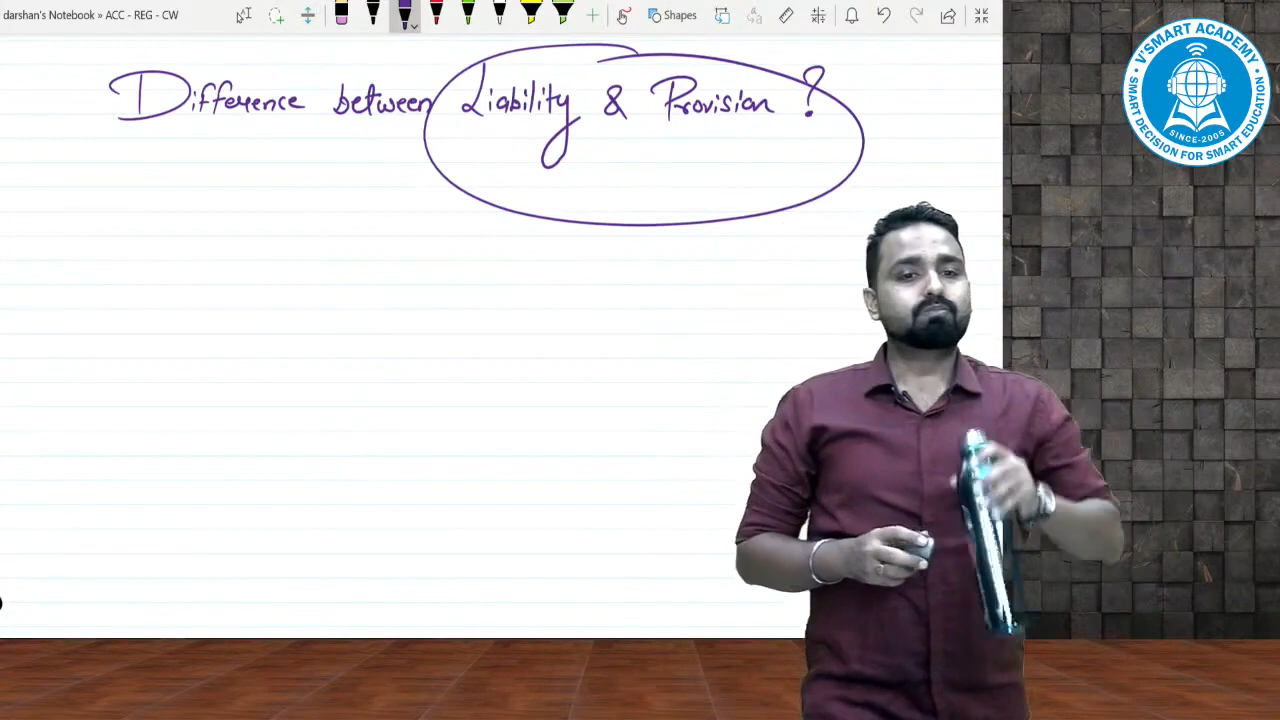 darshan's Notebook » ACC - REG - CW
Shapes
Difference between Liability & Provision ?
V'SMART ACADEMY
SMART DECISION FOR SMART EDUCATION
SINCE-2005